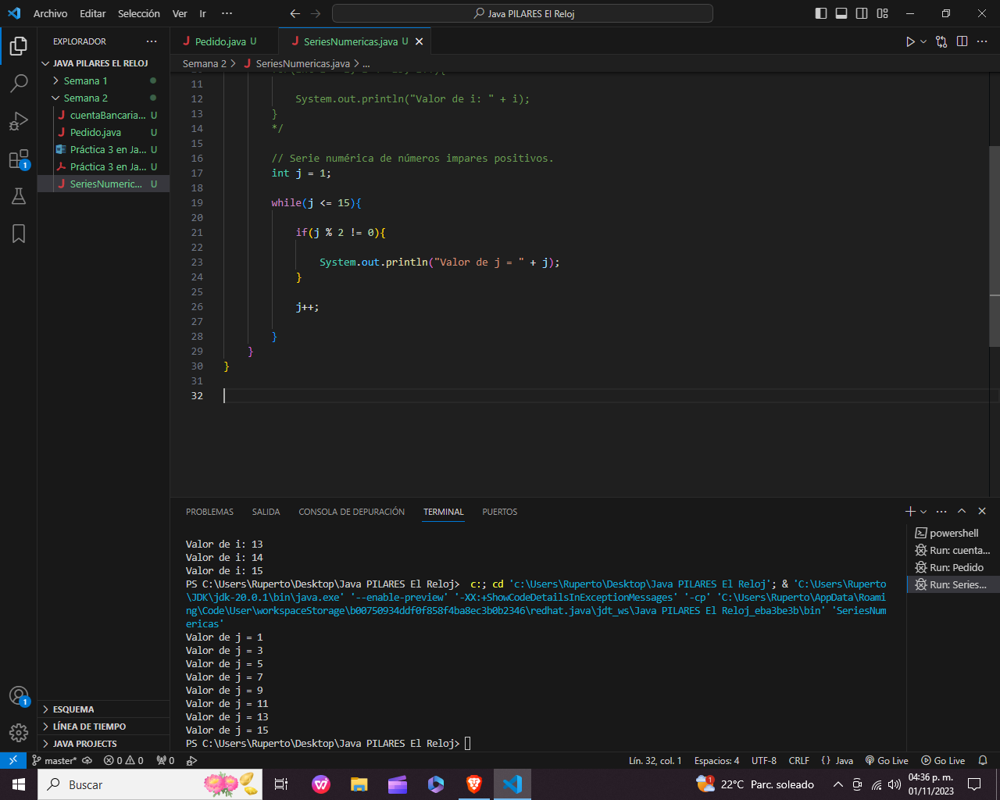 Archivo Editar Selección Ver Ir ··· Java PILARES El Reloj
EXPLORADOR ···
JAVA PILARES EL RELOJ
Semana 1
Semana 2
cuentaBancaria... U
Pedido.java U
Práctica 3 en Ja... U
Práctica 3 en Ja... U
SeriesNumeric... U
ESQUEMA
LÍNEA DE TIEMPO
JAVA PROJECTS
1
1
Pedido.java U SeriesNumericas.java U
Semana 2 > SeriesNumericas.java > ...
11
12 System.out.println("Valor de i: " + i);
13 }
14 */
15
16 // Serie numérica de números impares positivos.
17 int j = 1;
18
19 while(j <= 15){
20
21 if(j % 2 != 0){
22
23 System.out.println("Valor de j = " + j);
24 }
25
26 j++;
27
28 }
29 }
30 }
31
32
PROBLEMAS SALIDA CONSOLA DE DEPURACIÓN TERMINAL PUERTOS
Valor de i: 13
Valor de i: 14
Valor de i: 15
PS C:\Users\Ruperto\Desktop\Java PILARES El Reloj> c:; cd 'c:\Users\Ruperto\Desktop\Java PILARES El Reloj'; & 'C:\Users\Ruperto
\JDK\jdk-20.0.1\bin\java.exe' '--enable-preview' '-XX:+ShowCodeDetailsInExceptionMessages' '-cp' 'C:\Users\Ruperto\AppData\Roami
ng\Code\User\workspaceStorage\b00750934ddf0f858f4ba8ec3b0b2346\redhat.java\jdt_ws\Java PILARES El Reloj_eba3be3b\bin' 'SeriesNum
ericas'
Valor de j = 1
Valor de j = 3
Valor de j = 5
Valor de j = 7
Valor de j = 9
Valor de j = 11
Valor de j = 13
Valor de j = 15
PS C:\Users\Ruperto\Desktop\Java PILARES El Reloj>
powershell
Run: cuenta...
Run: Pedido
Run: Series...
master* 0 0 0 Lín. 32, col. 1 Espacios: 4 UTF-8 CRLF {} Java Go Live Go Live
Buscar 1 22°C Parc. soleado 04:36 p. m.
01/11/2023